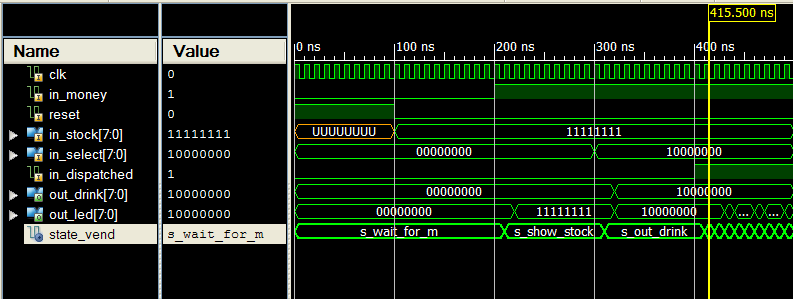 415.500 ns
Name Value 0 ns 100 ns 200 ns 300 ns 400 ns
clk 0
in_money 1
reset 0
in_stock[7:0] 11111111 UUUUUUUU 11111111
in_select[7:0] 10000000 00000000 10000000
in_dispatched 1
out_drink[7:0] 10000000 00000000 10000000
out_led[7:0] 10000000 00000000 11111111 10000000 ... ...
state_vend s_wait_for_m s_wait_for_m s_show_stock s_out_drink